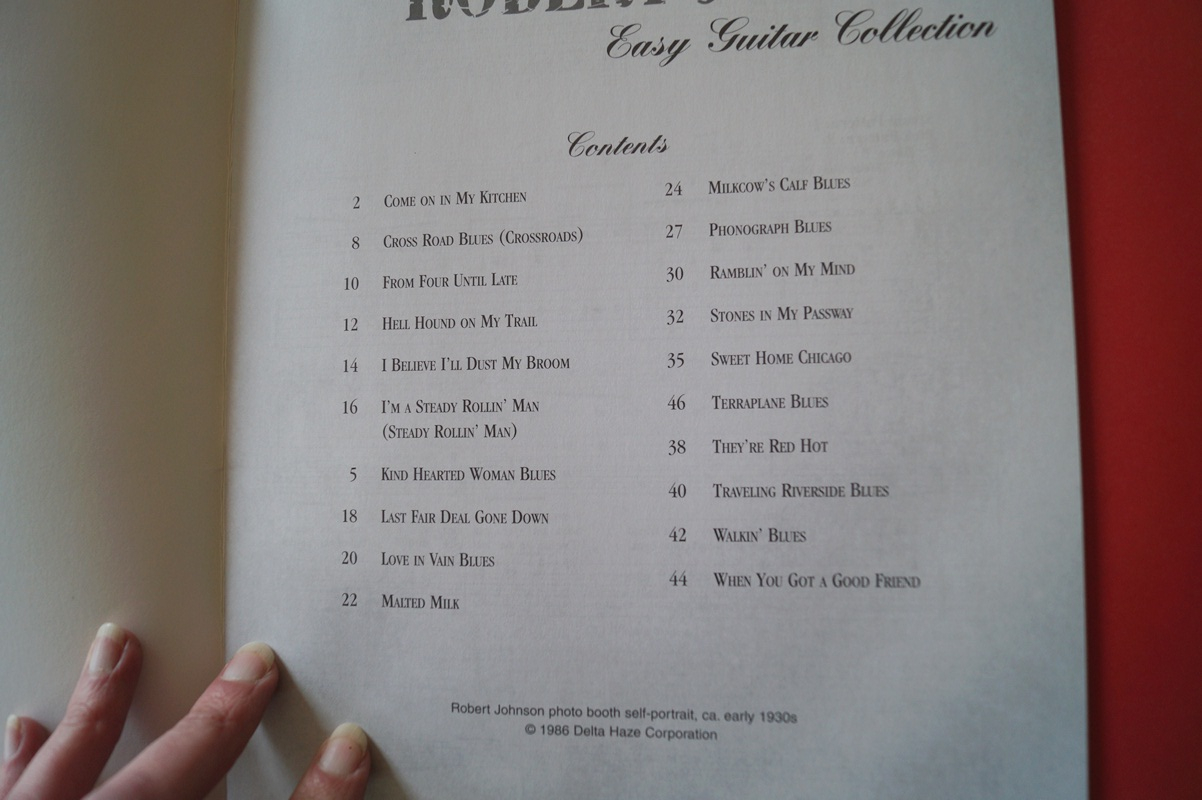 ROBERT
Easy Guitar Collection
Contents
2 Come on in My Kitchen
8 Cross Road Blues (Crossroads)
10 From Four Until Late
12 Hell Hound on My Trail
14 I Believe I'll Dust My Broom
16 I'm a Steady Rollin' Man
(Steady Rollin' Man)
5 Kind Hearted Woman Blues
18 Last Fair Deal Gone Down
20 Love in Vain Blues
22 Malted Milk
24 Milkcow's Calf Blues
27 Phonograph Blues
30 Ramblin' on My Mind
32 Stones in My Passway
35 Sweet Home Chicago
46 Terraplane Blues
38 They're Red Hot
40 Traveling Riverside Blues
42 Walkin' Blues
44 When You Got a Good Friend
Robert Johnson photo booth self-portrait, ca. early 1930s
© 1986 Delta Haze Corporation